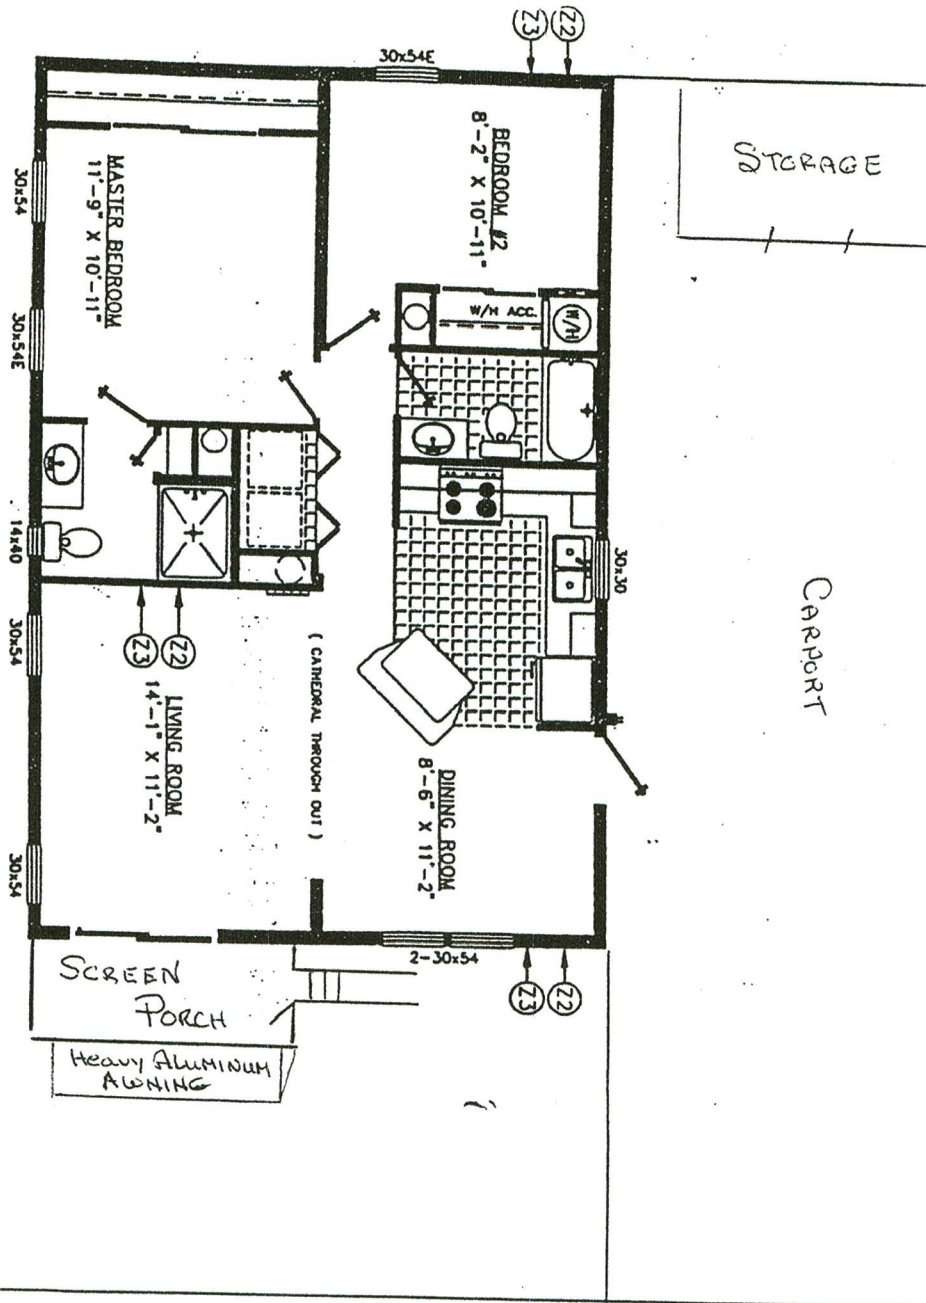 Z3
Z2
30x54E
STORAGE
30x54
MASTER BEDROOM
11'-9" X 10'-11"
BEDROOM #2
8'-2" X 10'-11"
30x54E
W/H ACC.
W/H
14x40
30x30
CARPORT
30x54
Z3
Z2
LIVING ROOM
14'-1" X 11'-2"
( CATHEDRAL THROUGH OUT )
DINING ROOM
8'-6" X 11'-2"
30x54
2-30x54
Z3
Z2
SCREEN
PORCH
HEAVY ALUMINUM
AWNING